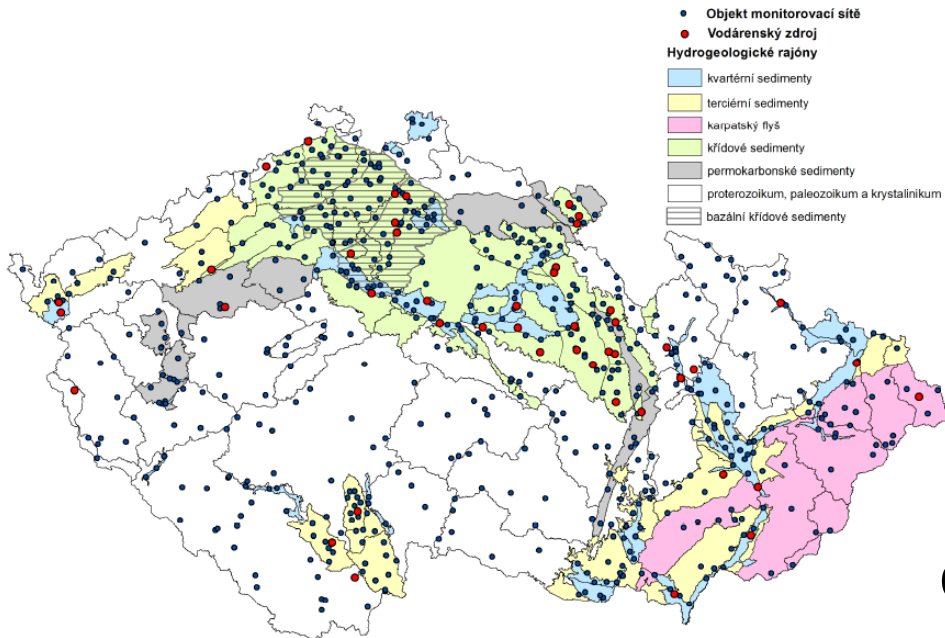 Objekt monitorovací sítě
Vodárenský zdroj
Hydrogeologické rajóny
kvartérní sedimenty
terciérní sedimenty
karpatský flyš
křídové sedimenty
permokarbonské sedimenty
proterozoikum, paleozoikum a krystalinikum
bazální křídové sedimenty